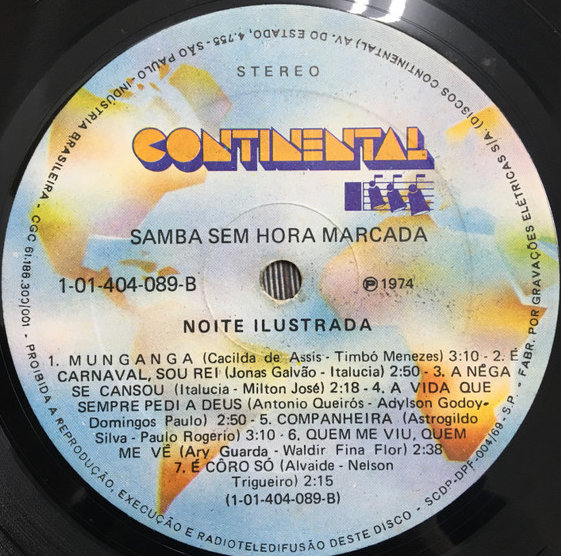 STEREO
CONTINENTAL
SAMBA SEM HORA MARCADA
1-01-404-089-B
Ⓟ 1974
NOITE ILUSTRADA
1. MUNGANGA (Cacilda de Assis - Timbó Menezes) 3:10 - 2. É
CARNAVAL, SOU REI (Jonas Galvão - Italucia) 2:50 - 3. A NÊGA
SE CANSOU (Italucia - Milton José) 2:18 - 4. A VIDA QUE
SEMPRE PEDI A DEUS (Antonio Queirós - Adylson Godoy-
Domingos Paulo) 2:50 - 5. COMPANHEIRA (Astrogildo
Silva - Paulo Rogerio) 3:10 - 6. QUEM ME VIU, QUEM
ME VÊ (Ary Guarda - Waldir Fina Flor) 2:38
7. É CÔRO SÓ (Alvaide - Nelson
Trigueiro) 2:15
(1-01-404-089-B)
FABR. POR GRAVAÇÕES ELÉTRICAS S/A. (DISCOS CONTINENTAL) AV. DO ESTADO, 4.755 - SÃO PAULO - INDÚSTRIA BRASILEIRA - CGC 61.186.300/001 - PROIBIDA A REPRODUÇÃO, EXECUÇÃO E RADIOTELEDIFUSÃO DESTE DISCO - SCDP-DPF-004/69 - S.P. -